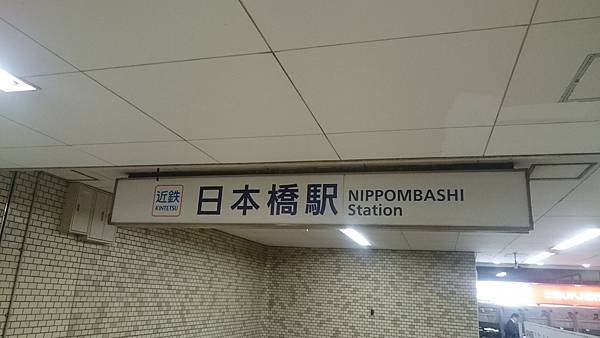 近鉄
KINTETSU
日本橋駅
NIPPOMBASHI
Station